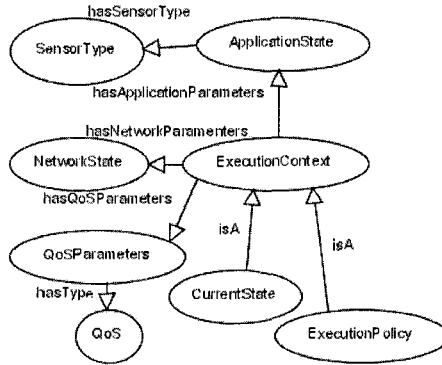 hasSensorType
SensorType
ApplicationState
hasApplicationParameters
hasNetworkParamenters
NetworkState
ExecutionContext
hasQoSParameters
isA
isA
QoSParameters
hasType
CurrentState
QoS
ExecutionPolicy